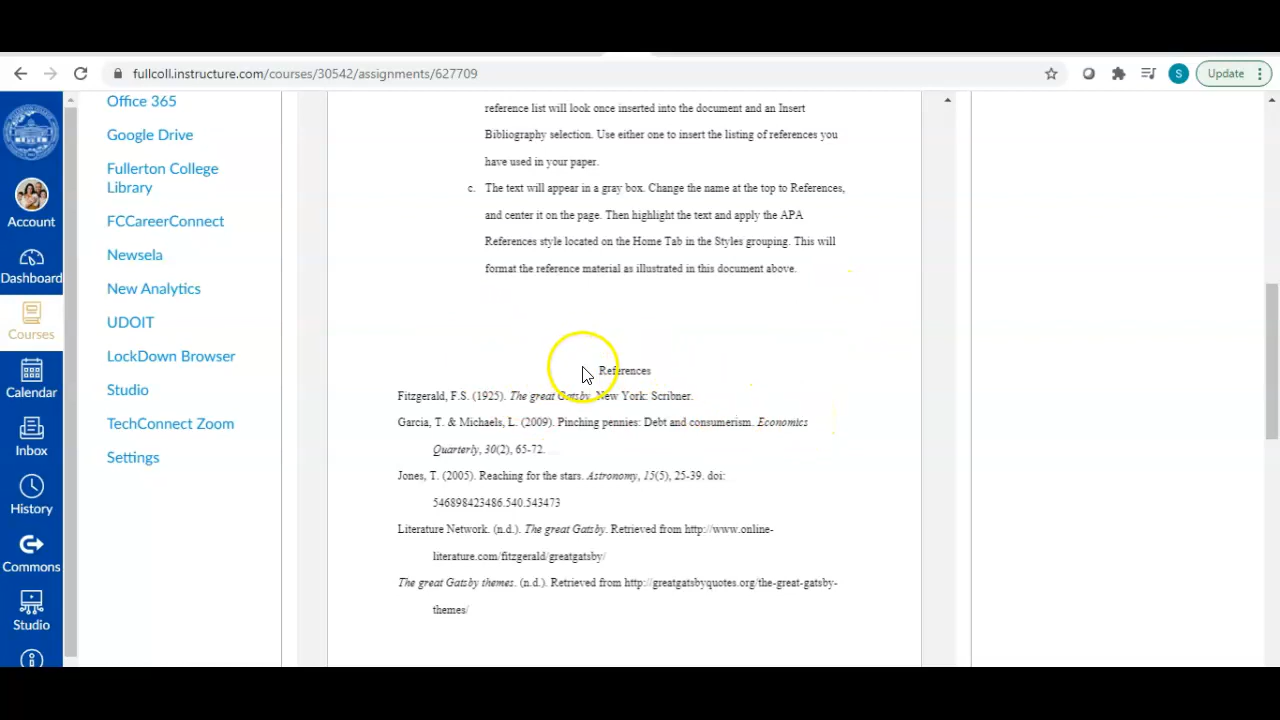 fullcoll.instructure.com/courses/30542/assignments/627709
S
Update
Account
Dashboard
Courses
Calendar
Inbox
History
Commons
Studio
Office 365
Google Drive
Fullerton College
Library
FCCareerConnect
Newsela
New Analytics
UDOIT
LockDown Browser
Studio
TechConnect Zoom
Settings
reference list will look once inserted into the document and an Insert
Bibliography selection. Use either one to insert the listing of references you
have used in your paper.
c. The text will appear in a gray box. Change the name at the top to References,
and center it on the page. Then highlight the text and apply the APA
References style located on the Home Tab in the Styles grouping. This will
format the reference material as illustrated in this document above.
References
Fitzgerald, F.S. (1925). The great Gatsby. New York: Scribner.
Garcia, T. & Michaels, L. (2009). Pinching pennies: Debt and consumerism. Economics
Quarterly, 30(2), 65-72.
Jones, T. (2005). Reaching for the stars. Astronomy, 15(5), 25-39. doi:
546898423486.540.543473
Literature Network. (n.d.). The great Gatsby. Retrieved from http://www.online-
literature.com/fitzgerald/greatgatsby/
The great Gatsby themes. (n.d.). Retrieved from http://greatgatsbyquotes.org/the-great-gatsby-
themes/